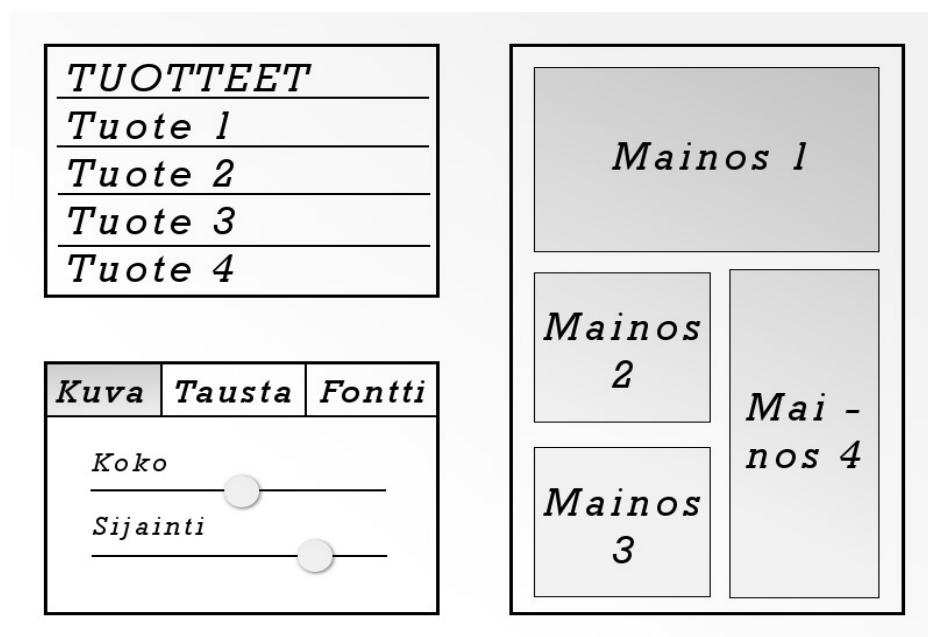 TUOTTEET
Tuote 1
Tuote 2
Tuote 3
Tuote 4
Kuva Tausta Fontti
Koko
Sijainti
Mainos 1
Mainos
2
Mainos
3
Mai -
nos 4